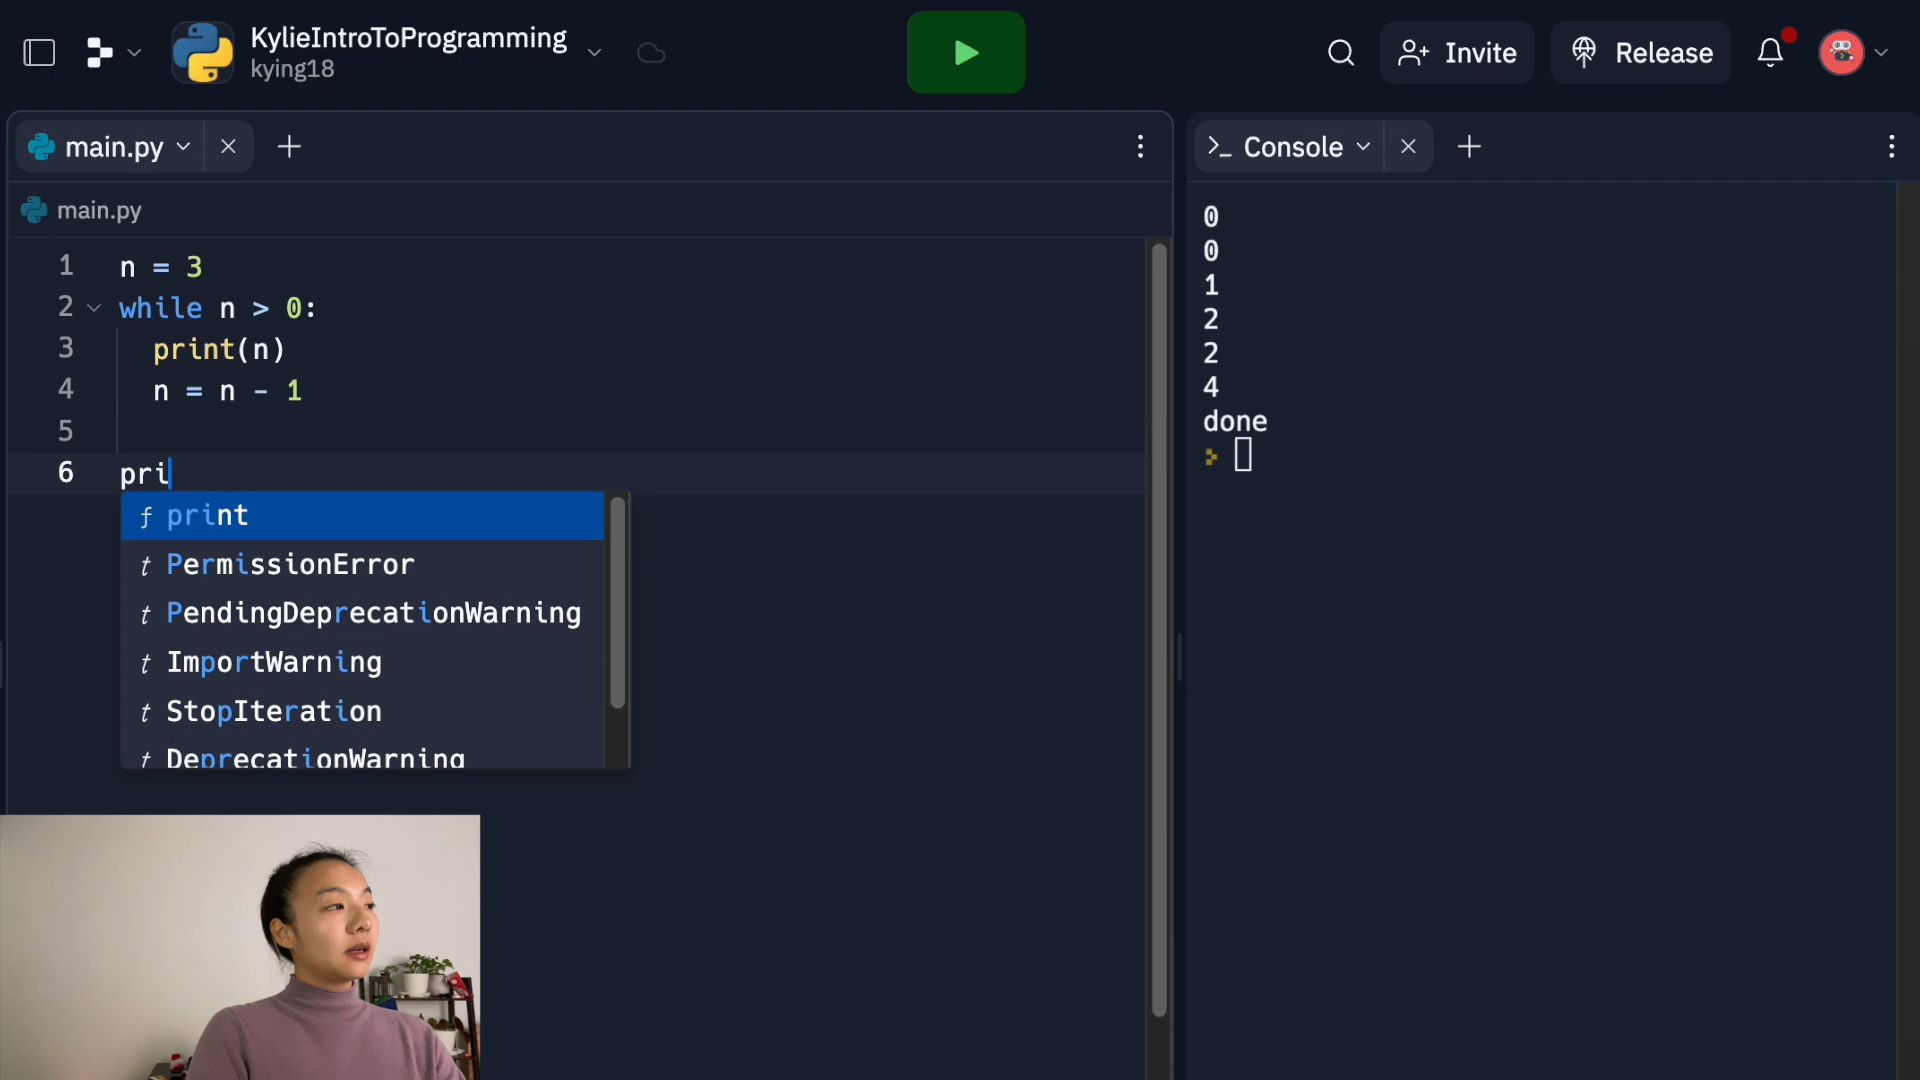 KylieIntroToProgramming
kying18
Invite
Release
main.py
Console
main.py
1 n = 3
2 while n > 0:
3 print(n)
4 n = n - 1
5
6 pri
f print
t PermissionError
t PendingDeprecationWarning
t ImportWarning
t StopIteration
t DeprecationWarning
0
0
1
2
2
4
done